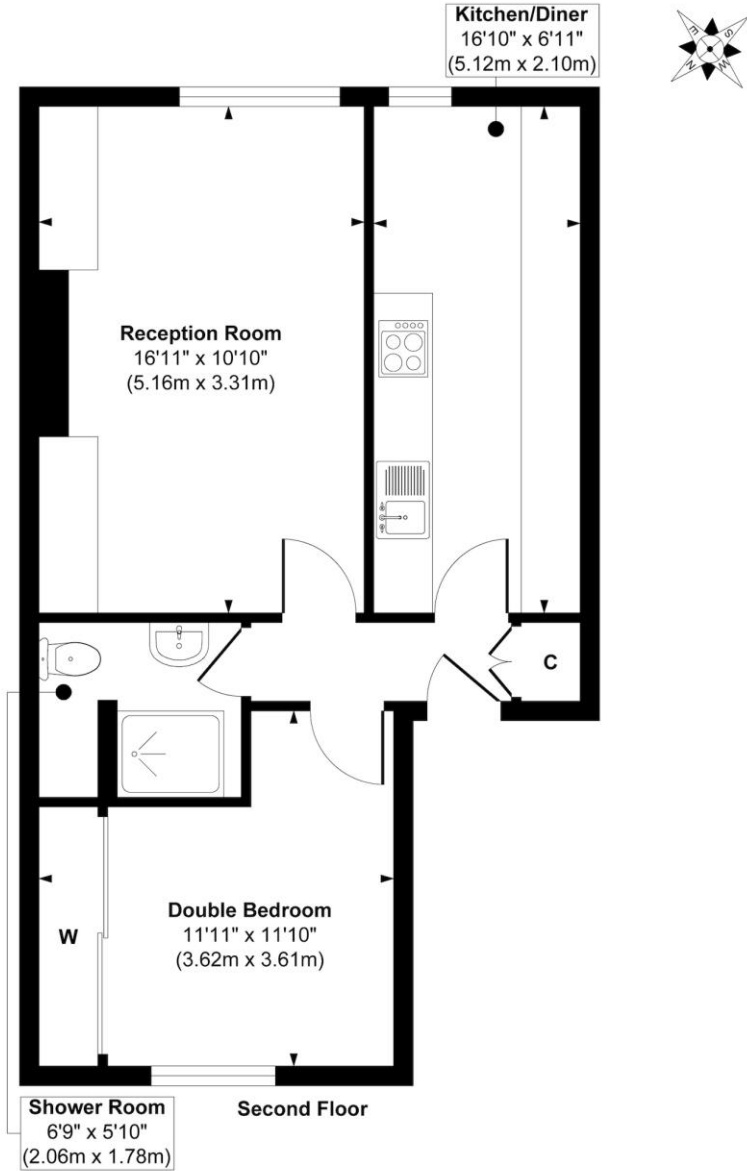 Kitchen/Diner
16'10" x 6'11"
(5.12m x 2.10m)
E
S
N
W
Reception Room
16'11" x 10'10"
(5.16m x 3.31m)
C
W
Double Bedroom
11'11" x 11'10"
(3.62m x 3.61m)
Shower Room
6'9" x 5'10"
(2.06m x 1.78m)
Second Floor